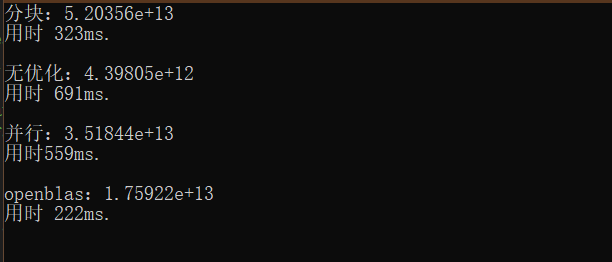 分块：5.20356e+13
用时 323ms.
无优化：4.39805e+12
用时 691ms.
并行：3.51844e+13
用时559ms.
openblas：1.75922e+13
用时 222ms.